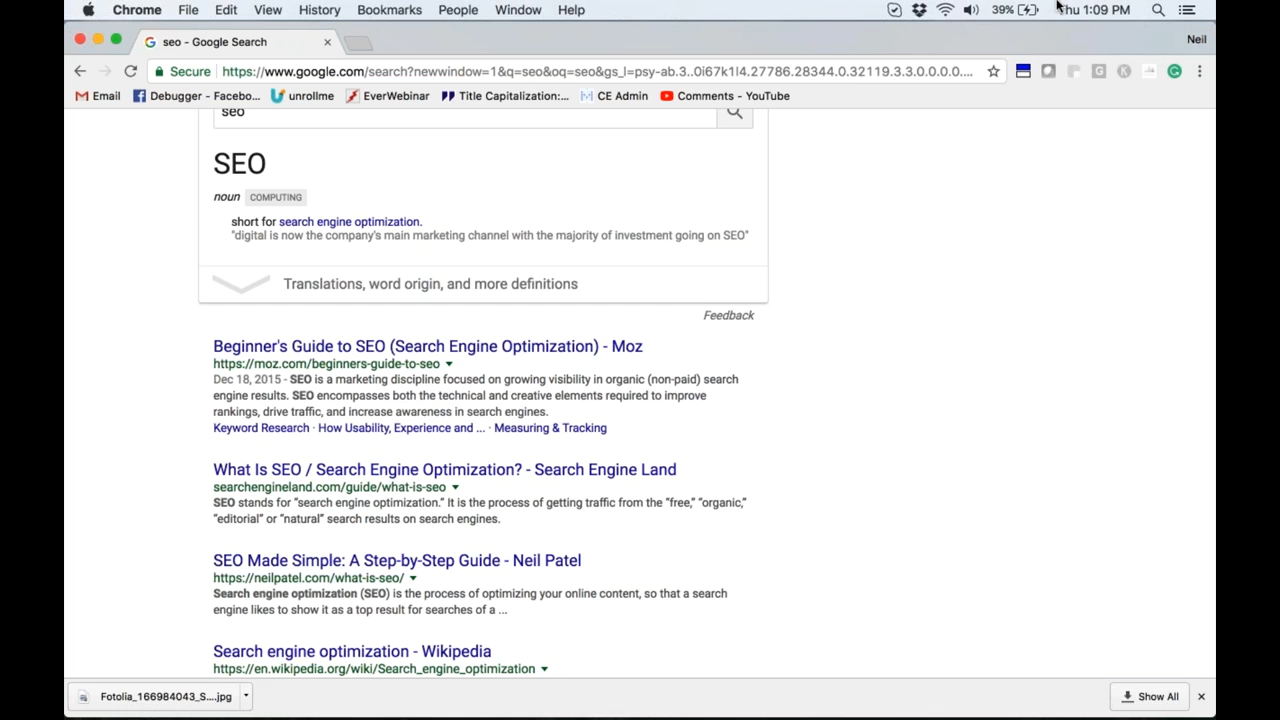 Chrome File Edit View History Bookmarks People Window Help 39% Thu 1:09 PM
seo - Google Search Neil
Secure https://www.google.com/search?newwindow=1&q=seo&oq=seo&gs_l=psy-ab.3..0i67k1l4.27786.28344.0.32119.3.3.0.0.0.0....
Email Debugger - Facebo... unrollme EverWebinar Title Capitalization:... CE Admin Comments - YouTube
seo
SEO
noun COMPUTING
short for search engine optimization.
"digital is now the company's main marketing channel with the majority of investment going on SEO"
Translations, word origin, and more definitions
Feedback
Beginner's Guide to SEO (Search Engine Optimization) - Moz
https://moz.com/beginners-guide-to-seo
Dec 18, 2015 - SEO is a marketing discipline focused on growing visibility in organic (non-paid) search
engine results. SEO encompasses both the technical and creative elements required to improve
rankings, drive traffic, and increase awareness in search engines.
Keyword Research · How Usability, Experience and ... · Measuring & Tracking
What Is SEO / Search Engine Optimization? - Search Engine Land
searchengineland.com/guide/what-is-seo
SEO stands for "search engine optimization." It is the process of getting traffic from the "free," "organic,"
"editorial" or "natural" search results on search engines.
SEO Made Simple: A Step-by-Step Guide - Neil Patel
https://neilpatel.com/what-is-seo/
Search engine optimization (SEO) is the process of optimizing your online content, so that a search
engine likes to show it as a top result for searches of a ...
Search engine optimization - Wikipedia
https://en.wikipedia.org/wiki/Search_engine_optimization
Fotolia_166984043_S....jpg Show All